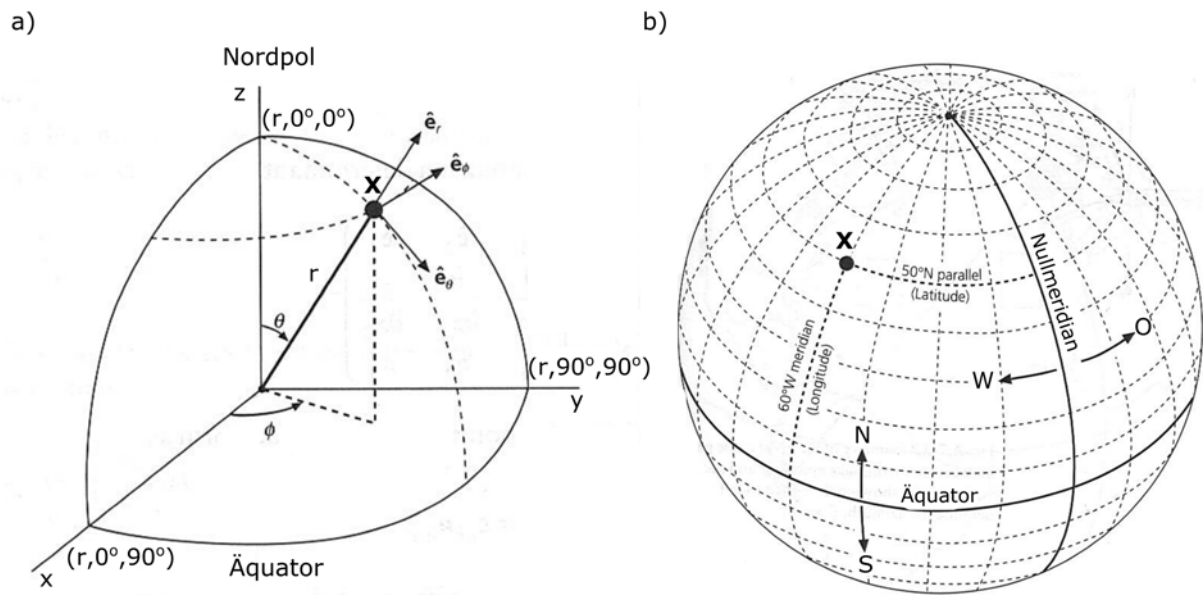 a)
Nordpol
z
(r,0°,0°)
ê_r
ê_ϕ
X
ê_θ
r
θ
(r,90°,90°)
y
ϕ
(r,0°,90°)
x
Äquator
b)
X
50°N parallel
(Latitude)
Nullmeridian
O
W
60°W meridian
(Longitude)
N
Äquator
S